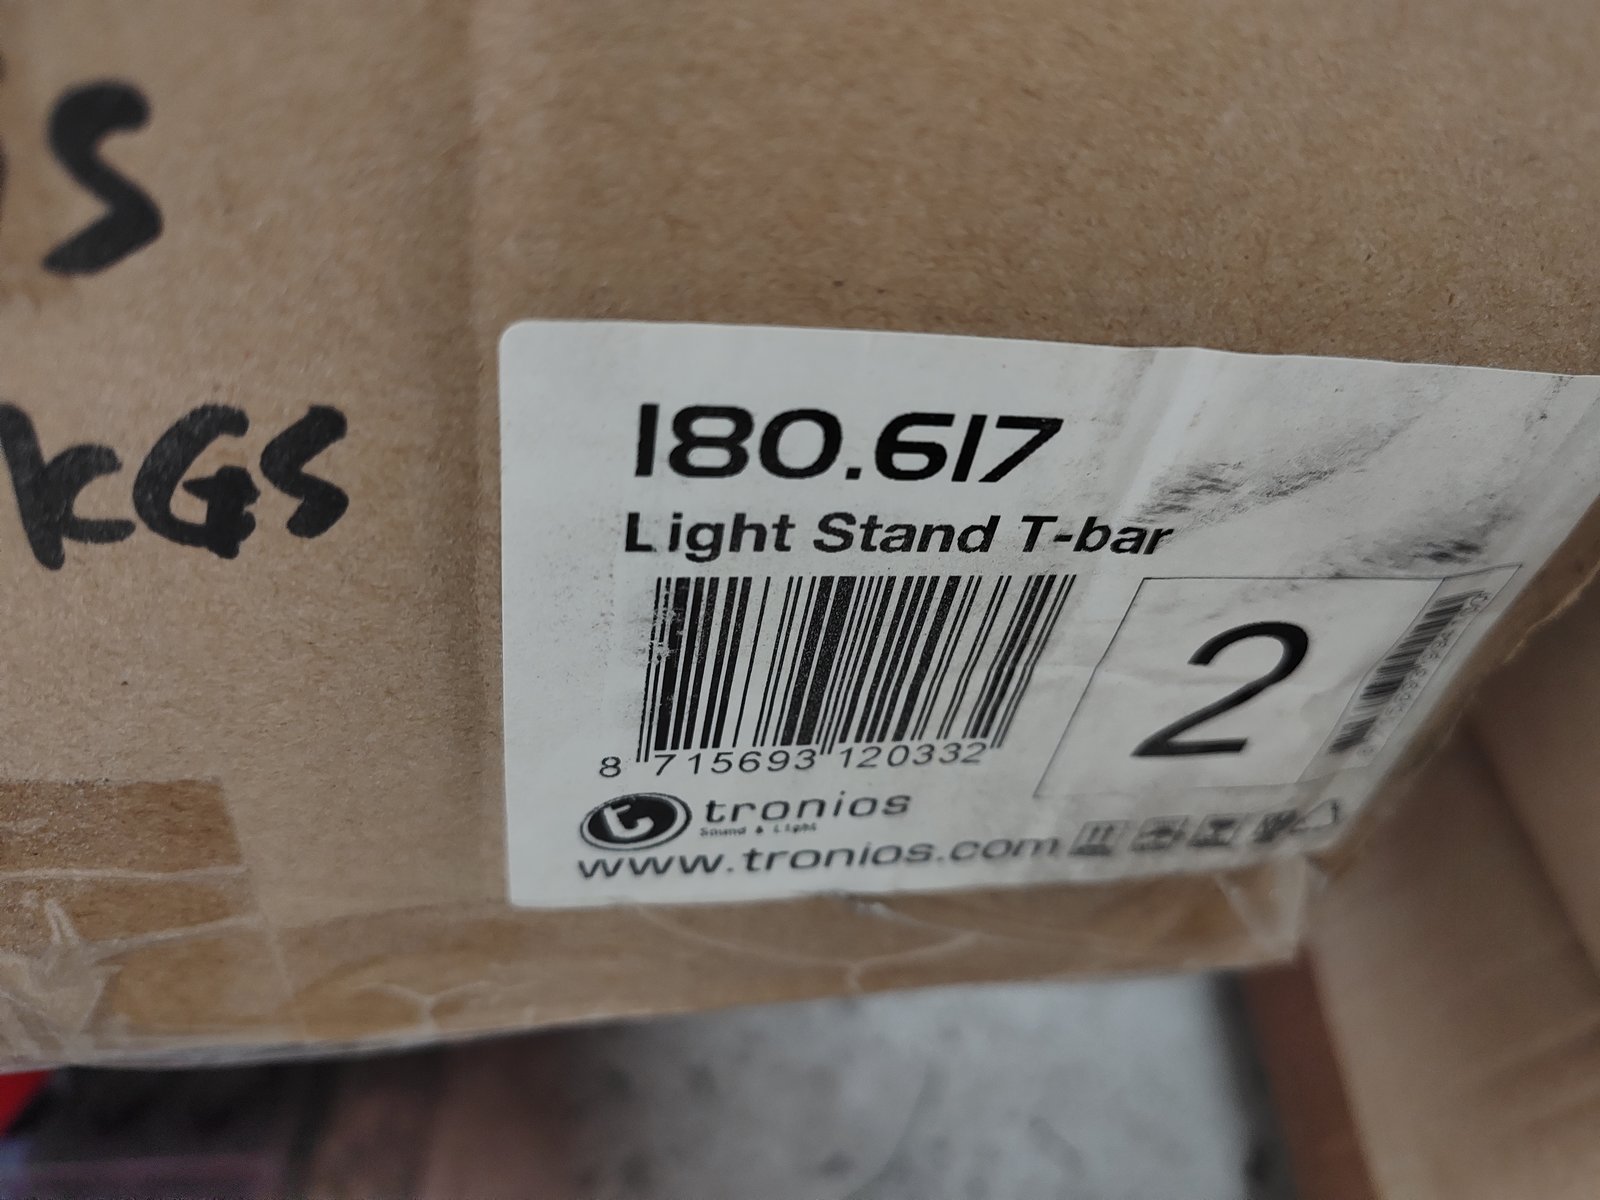 S
KGS
180.617
Light Stand T-bar
8 715693 120332
2
tronios
Sound & Light
www.tronios.com